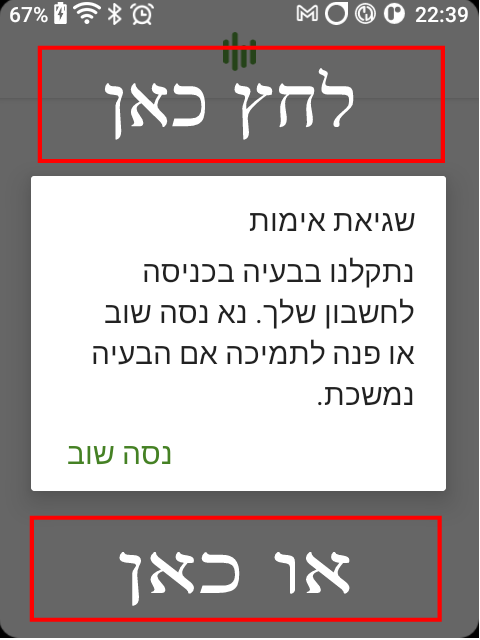 67% 22:39
לחץ כאן
שגיאת אימות
נתקלנו בבעיה בכניסה
לחשבון שלך. נא נסה שוב
או פנה לתמיכה אם הבעיה
נמשכת.
נסה שוב
או כאן